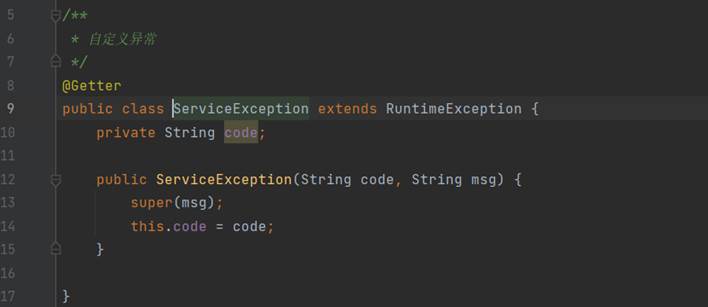 5 /**
6  * 自定义异常
7  */
8 @Getter
9 public class ServiceException extends RuntimeException {
10     private String code;
11
12     public ServiceException(String code, String msg) {
13         super(msg);
14         this.code = code;
15     }
16
17 }